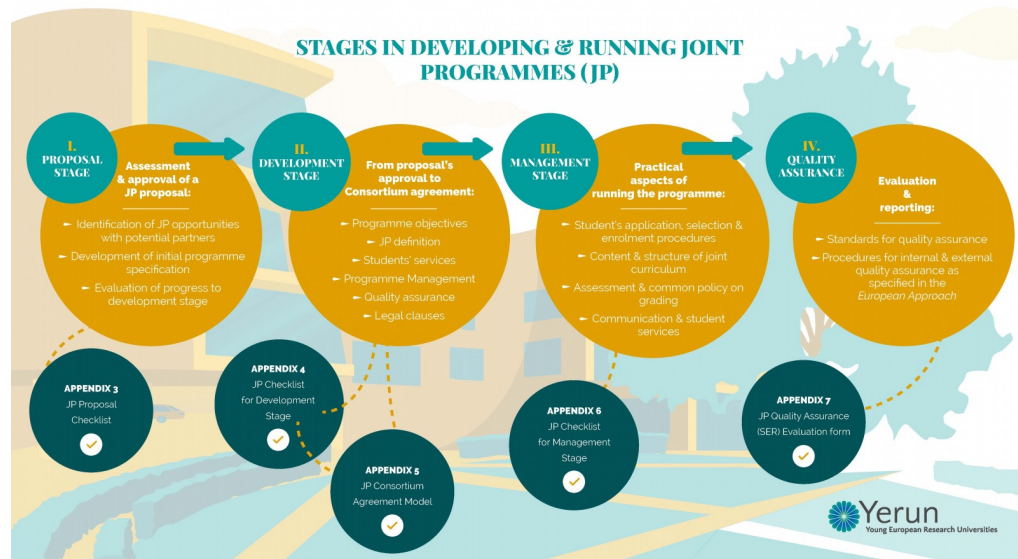 STAGES IN DEVELOPING & RUNNING JOINT
PROGRAMMES (JP)
I.
PROPOSAL
STAGE
Assessment
& approval of a
JP proposal:
► Identification of JP opportunities
with potential partners
► Development of initial programme
specification
► Evaluation of progress to
development stage
APPENDIX 3
JP Proposal
Checklist
II.
DEVELOPMENT
STAGE
From proposal's
approval to
Consortium agreement:
► Programme objectives
► JP definition
► Students' services
► Programme Management
► Quality assurance
► Legal clauses
APPENDIX 4
JP Checklist
for Development
Stage
APPENDIX 5
JP Consortium
Agreement Model
III.
MANAGEMENT
STAGE
Practical
aspects of
running the programme:
► Student's application, selection &
enrolment procedures
► Content & structure of joint
curriculum
► Assessment & common policy on
grading
► Communication & student
services
APPENDIX 6
JP Checklist
for Management
Stage
IV.
QUALITY
ASSURANCE
Evaluation
&
reporting:
► Standards for quality assurance
► Procedures for internal & external
quality assurance as
specified in the
European Approach
APPENDIX 7
JP Quality Assurance
(SER) Evaluation form
Yerun
Young European Research Universities